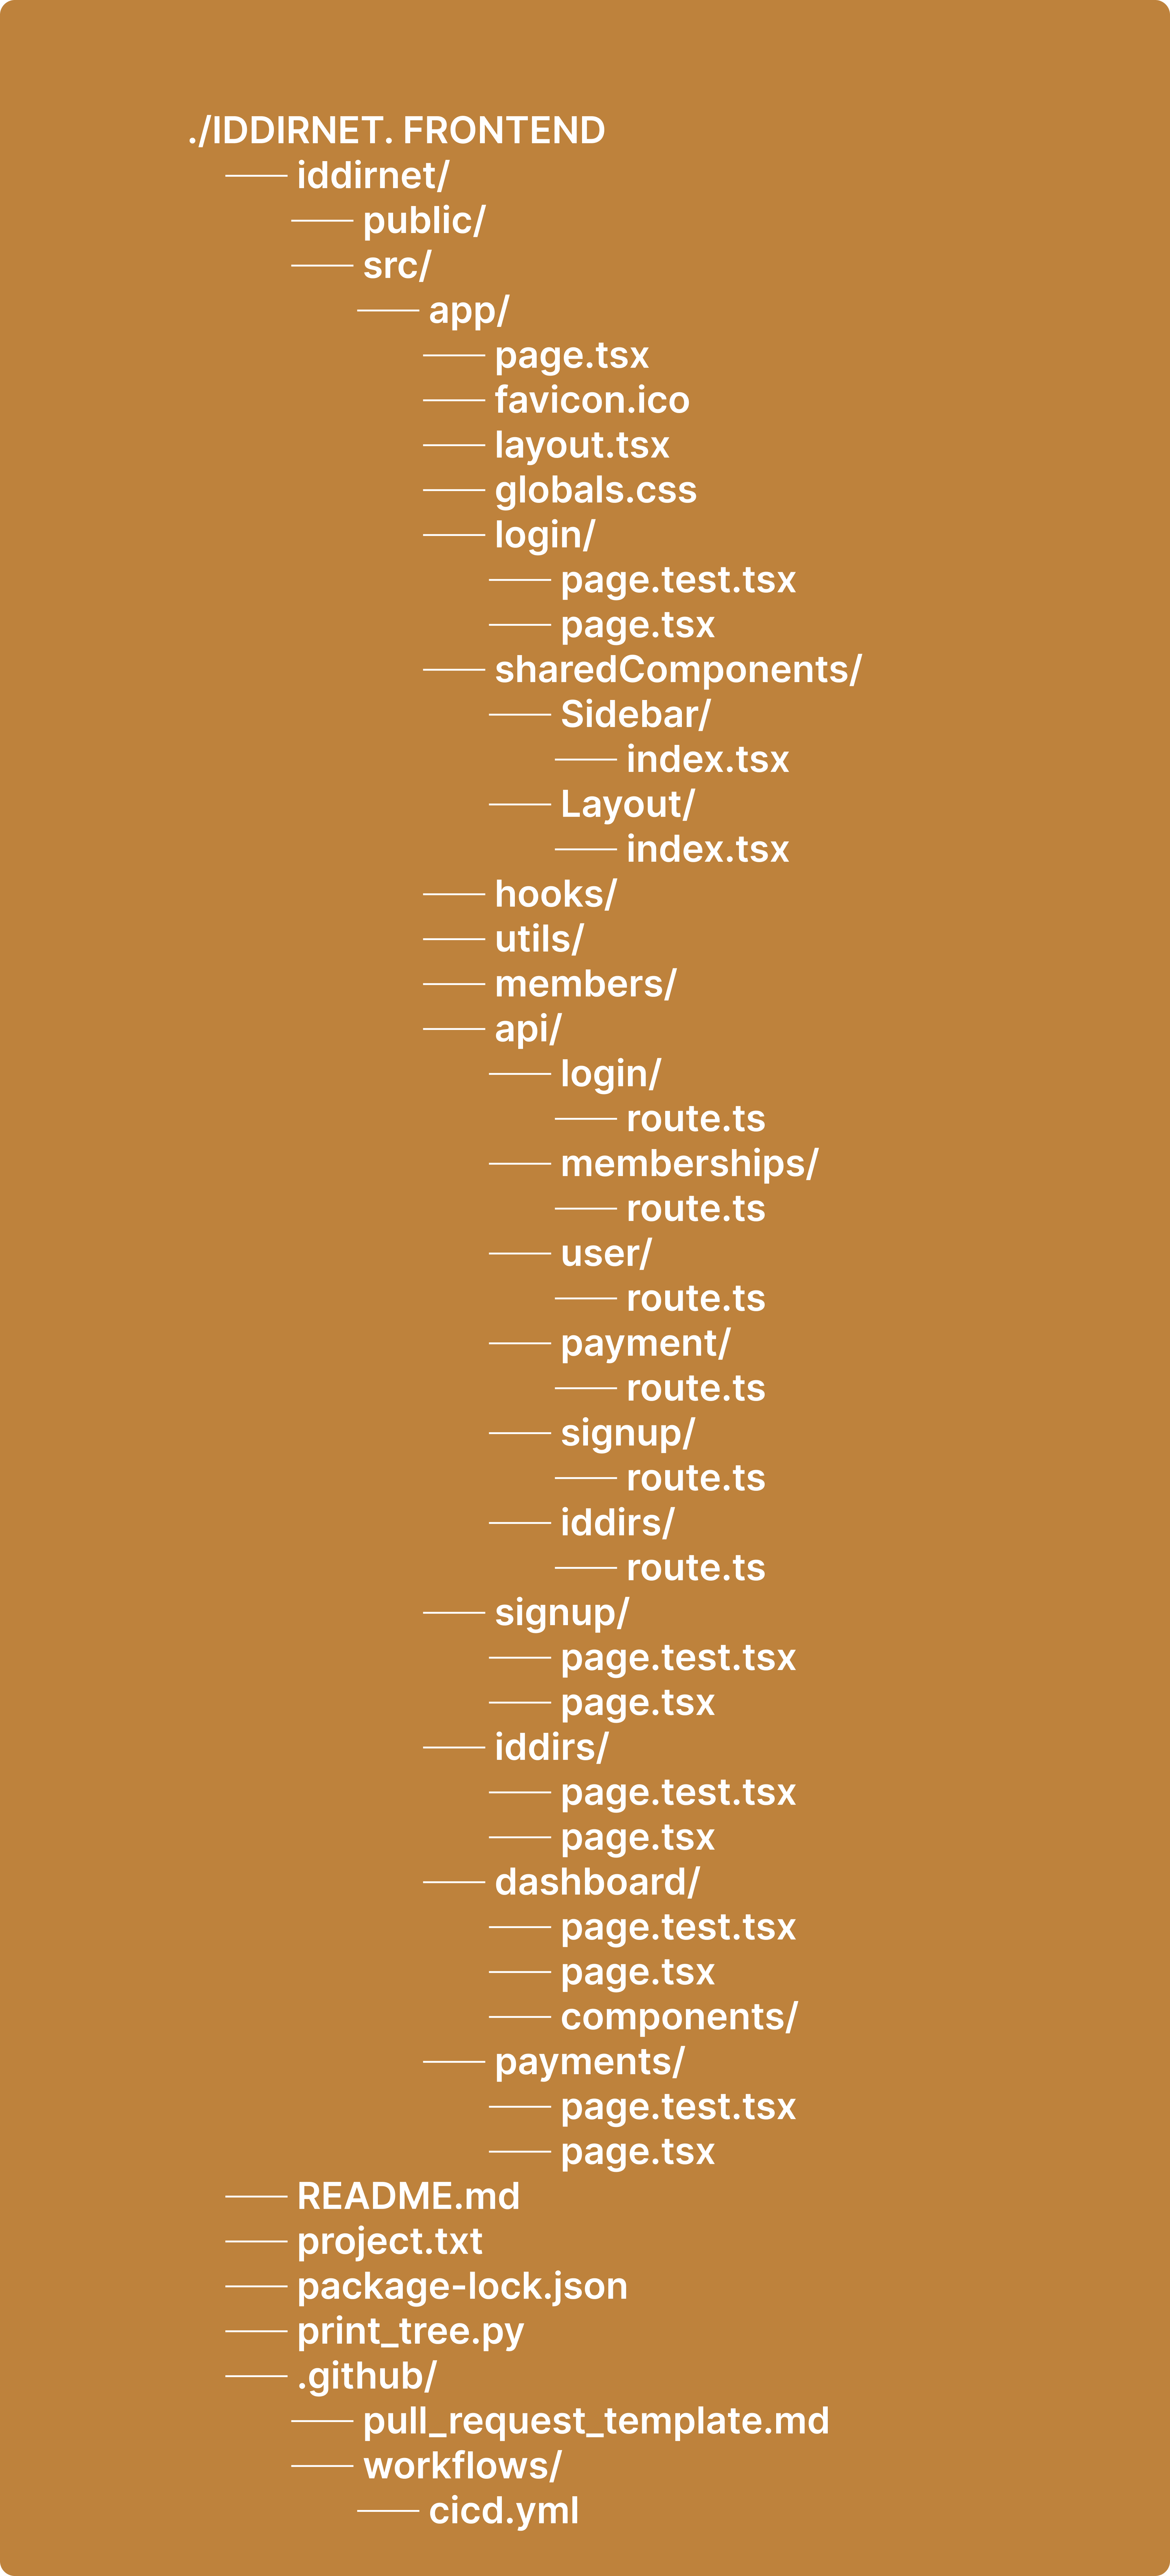 ./IDDIRNET. FRONTEND
iddirnet/
public/
src/
app/
page.tsx
favicon.ico
layout.tsx
globals.css
login/
page.test.tsx
page.tsx
sharedComponents/
Sidebar/
index.tsx
Layout/
index.tsx
hooks/
utils/
members/
api/
login/
route.ts
memberships/
route.ts
user/
route.ts
payment/
route.ts
signup/
route.ts
iddirs/
route.ts
signup/
page.test.tsx
page.tsx
iddirs/
page.test.tsx
page.tsx
dashboard/
page.test.tsx
page.tsx
components/
payments/
page.test.tsx
page.tsx
README.md
project.txt
package-lock.json
print_tree.py
.github/
pull_request_template.md
workflows/
cicd.yml